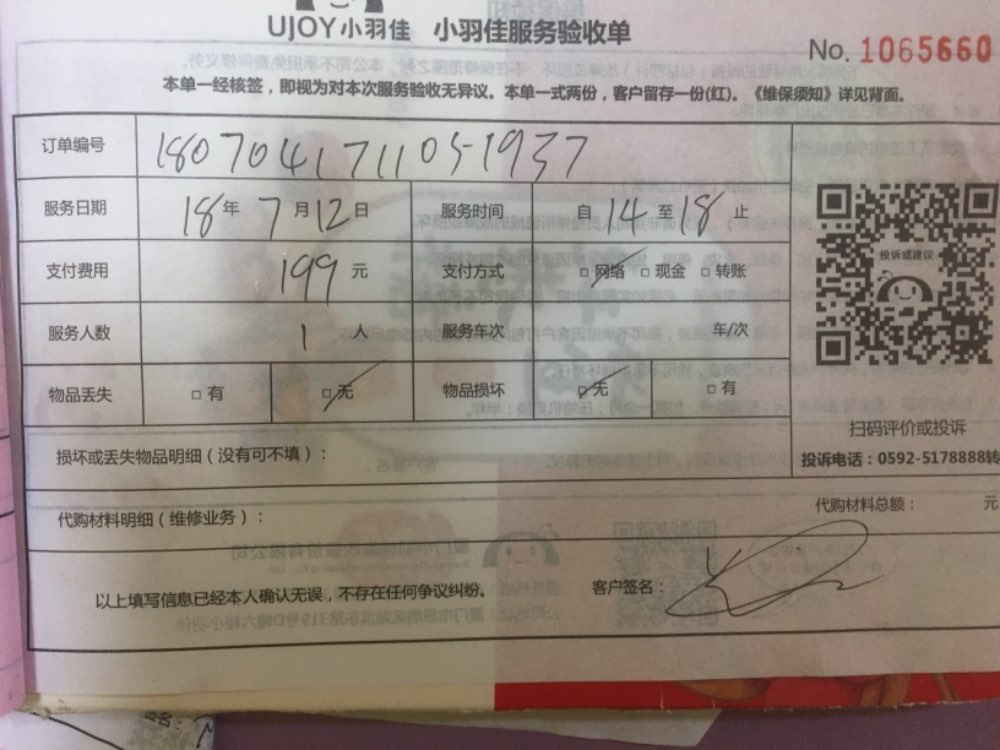 UJOY小羽佳 小羽佳服务验收单
No. 1065660
本单一经核签，即视为对本次服务验收无异议。本单一式两份，客户留存一份(红)。《维保须知》详见背面。
订单编号 180704171105-1937
服务日期 18年 7月12日 服务时间 自 14 至 18 止
支付费用 199 元 支付方式 □网络 □现金 □转账
服务人数 1 人 服务车次 车/次
物品丢失 □有 □无 物品损坏 □无 □有
投诉或建议
扫码评价或投诉
投诉电话：0592-5178888转
损坏或丢失物品明细（没有可不填）：
代购材料明细（维修业务）： 代购材料总额： 元
以上填写信息已经本人确认无误，不存在任何争议纠纷。 客户签名：